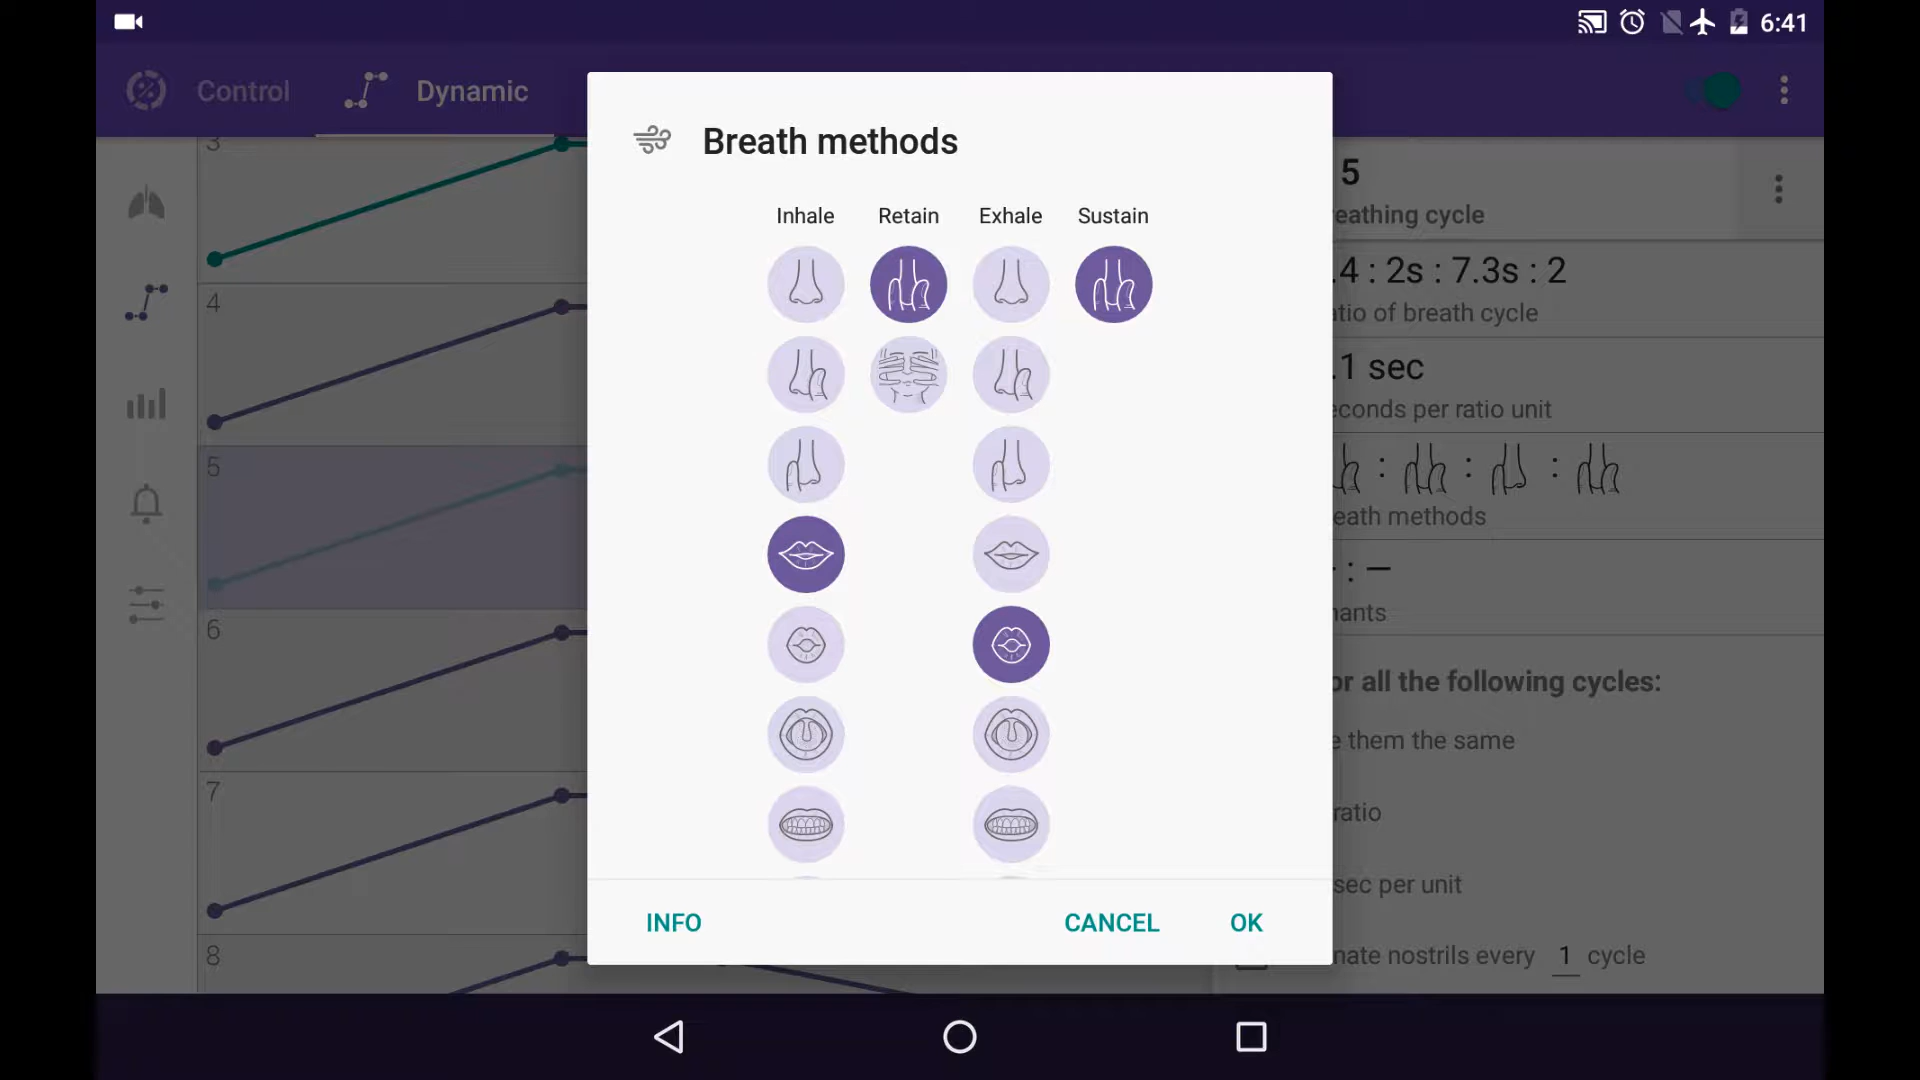 6:41
Control
Dynamic
Breath methods
Inhale Retain Exhale Sustain
INFO
CANCEL
OK
3
4
5
6
7
8
5
eathing cycle
.4 : 2s : 7.3s : 2
atio of breath cycle
.1 sec
econds per ratio unit
: : :
eath methods
: –
nants
or all the following cycles:
e them the same
ratio
sec per unit
nate nostrils every 1 cycle